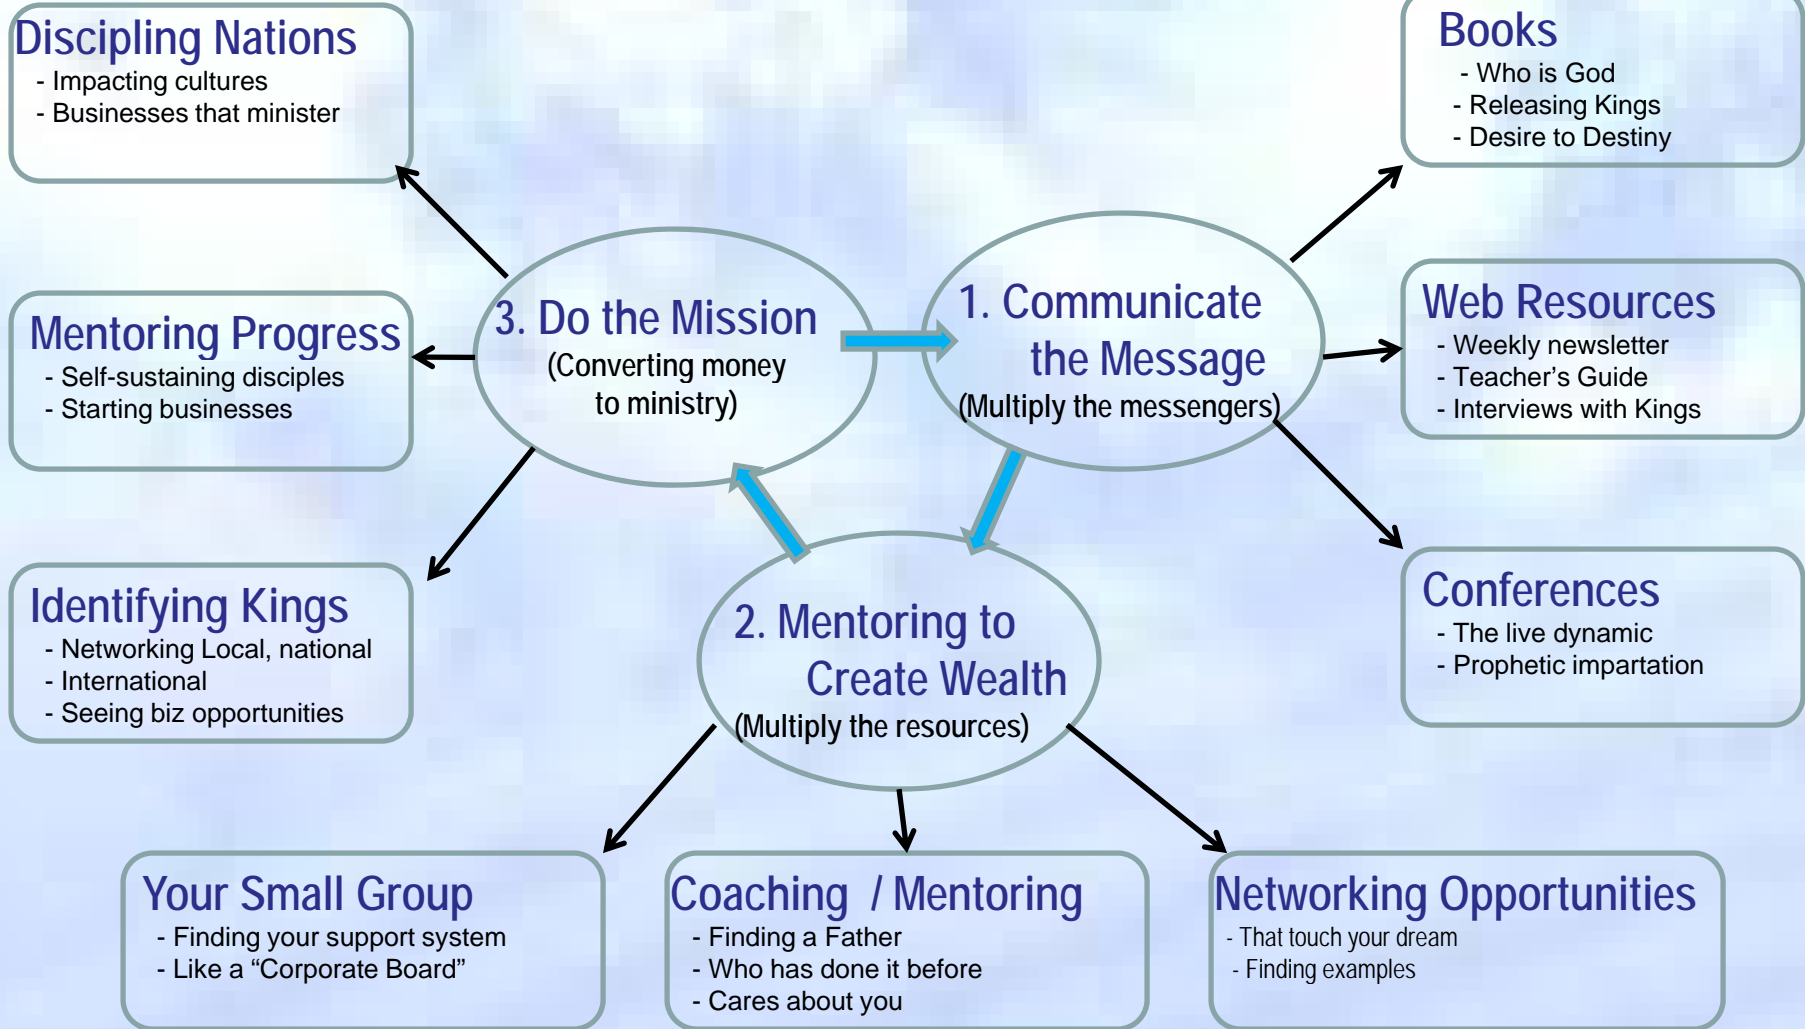 Discipling Nations
- Impacting cultures
- Businesses that minister
Mentoring Progress
- Self-sustaining disciples
- Starting businesses
Identifying Kings
- Networking Local, national
- International
- Seeing biz opportunities
3. Do the Mission
(Converting money
to ministry)
1. Communicate
the Message
(Multiply the messengers)
2. Mentoring to
Create Wealth
(Multiply the resources)
Books
- Who is God
- Releasing Kings
- Desire to Destiny
Web Resources
- Weekly newsletter
- Teacher’s Guide
- Interviews with Kings
Conferences
- The live dynamic
- Prophetic impartation
Your Small Group
- Finding your support system
- Like a “Corporate Board”
Coaching / Mentoring
- Finding a Father
- Who has done it before
- Cares about you
Networking Opportunities
- That touch your dream
- Finding examples